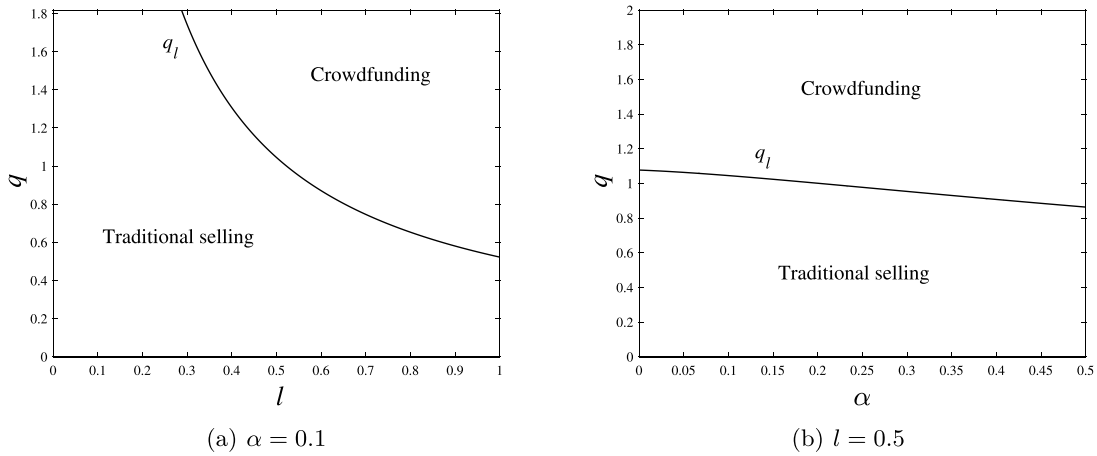 1.8
1.6
1.4
1.2
1
0.8
0.6
0.4
0.2
0
q
q_l
Crowdfunding
Traditional selling
0 0.1 0.2 0.3 0.4 0.5 0.6 0.7 0.8 0.9 1
l
(a) α = 0.1
2
1.8
1.6
1.4
1.2
1
0.8
0.6
0.4
0.2
0
q
Crowdfunding
q_l
Traditional selling
0 0.05 0.1 0.15 0.2 0.25 0.3 0.35 0.4 0.45 0.5
α
(b) l = 0.5